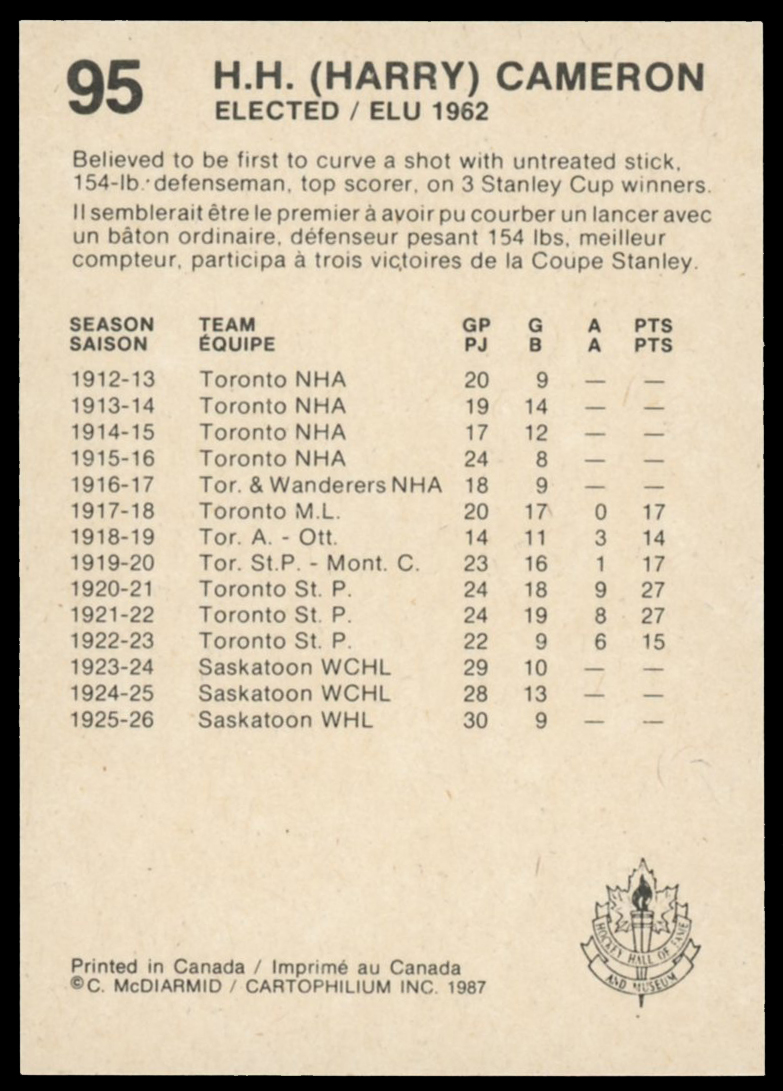 95 H.H. (HARRY) CAMERON
ELECTED / ELU 1962
Believed to be first to curve a shot with untreated stick,
154-lb. defenseman, top scorer, on 3 Stanley Cup winners.
Il semblerait être le premier à avoir pu courber un lancer avec
un bâton ordinaire, défenseur pesant 154 lbs, meilleur
compteur, participa à trois victoires de la Coupe Stanley.
SEASON TEAM GP G A PTS
SAISON ÉQUIPE PJ B A PTS
1912-13 Toronto NHA 20 9 — —
1913-14 Toronto NHA 19 14 — —
1914-15 Toronto NHA 17 12 — —
1915-16 Toronto NHA 24 8 — —
1916-17 Tor. & Wanderers NHA 18 9 — —
1917-18 Toronto M.L. 20 17 0 17
1918-19 Tor. A. - Ott. 14 11 3 14
1919-20 Tor. St.P. - Mont. C. 23 16 1 17
1920-21 Toronto St. P. 24 18 9 27
1921-22 Toronto St. P. 24 19 8 27
1922-23 Toronto St. P. 22 9 6 15
1923-24 Saskatoon WCHL 29 10 — —
1924-25 Saskatoon WCHL 28 13 — —
1925-26 Saskatoon WHL 30 9 — —
HOCKEY HALL OF FAME
AND MUSEUM
Printed in Canada / Imprimé au Canada
©C. McDIARMID / CARTOPHILIUM INC. 1987